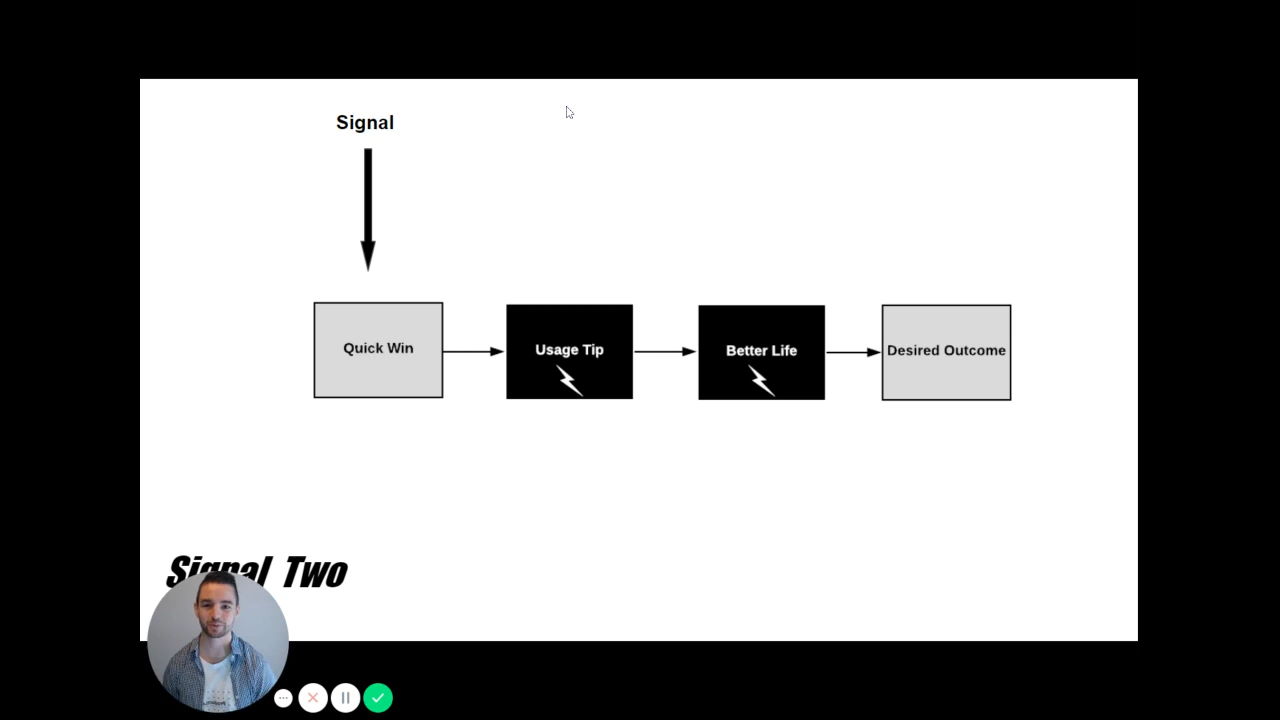 Signal
Quick Win
Usage Tip
Better Life
Desired Outcome
Signal Two